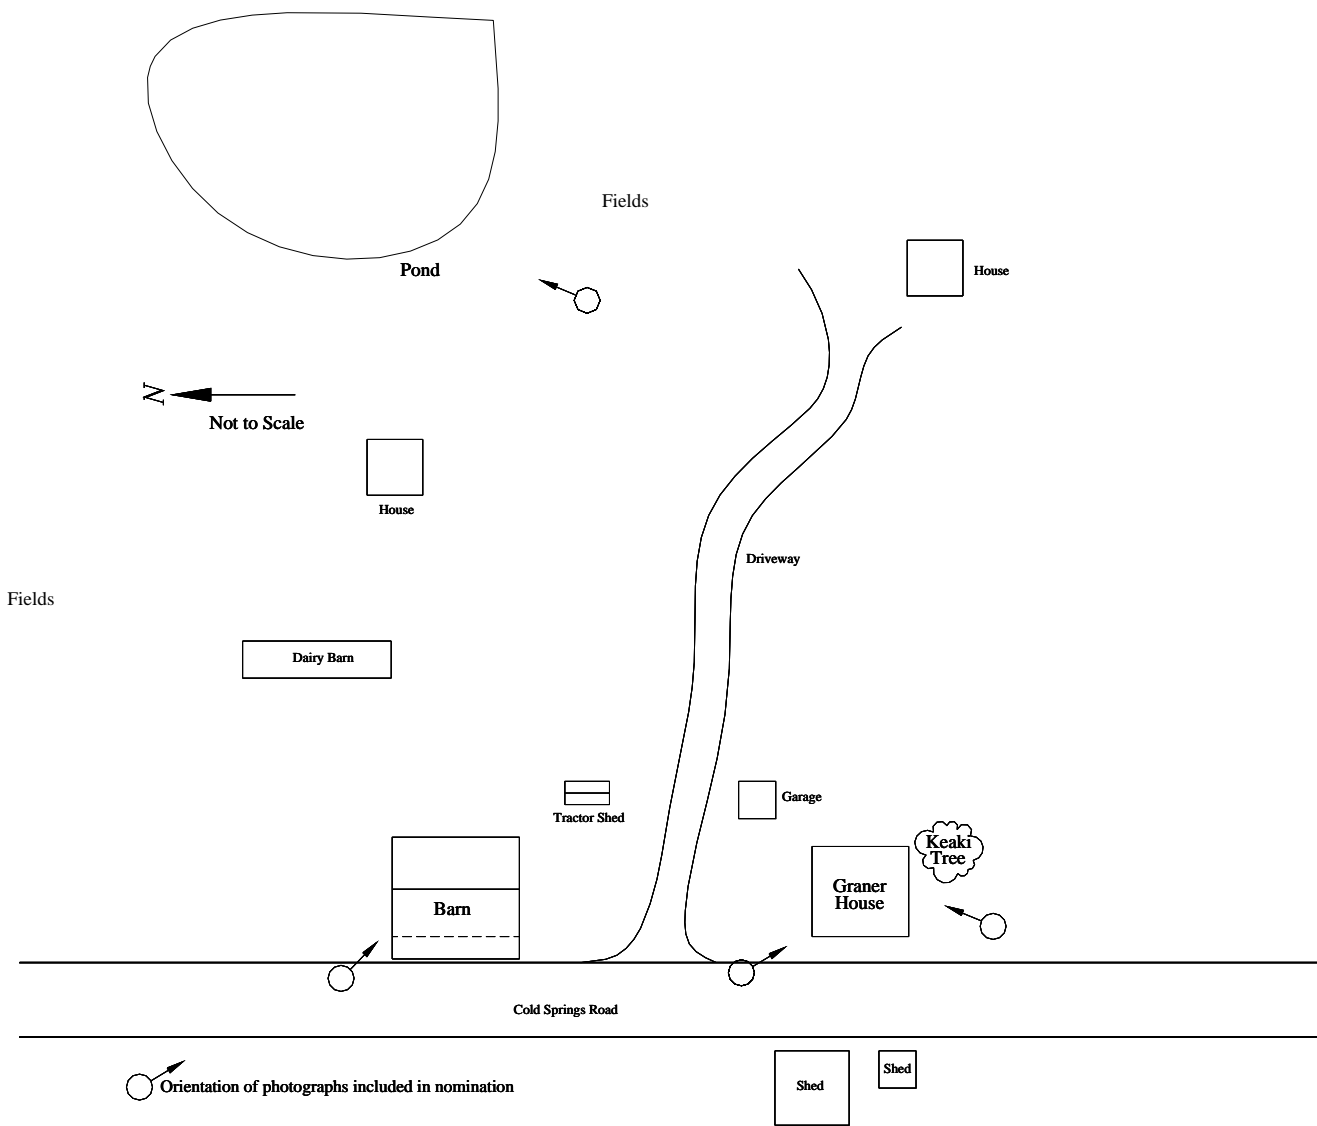 Fields
Pond
House
N
Not to Scale
House
Driveway
Fields
Dairy Barn
Garage
Tractor Shed
Keaki
Tree
Graner
House
Barn
Cold Springs Road
Shed
Shed
Orientation of photographs included in nomination